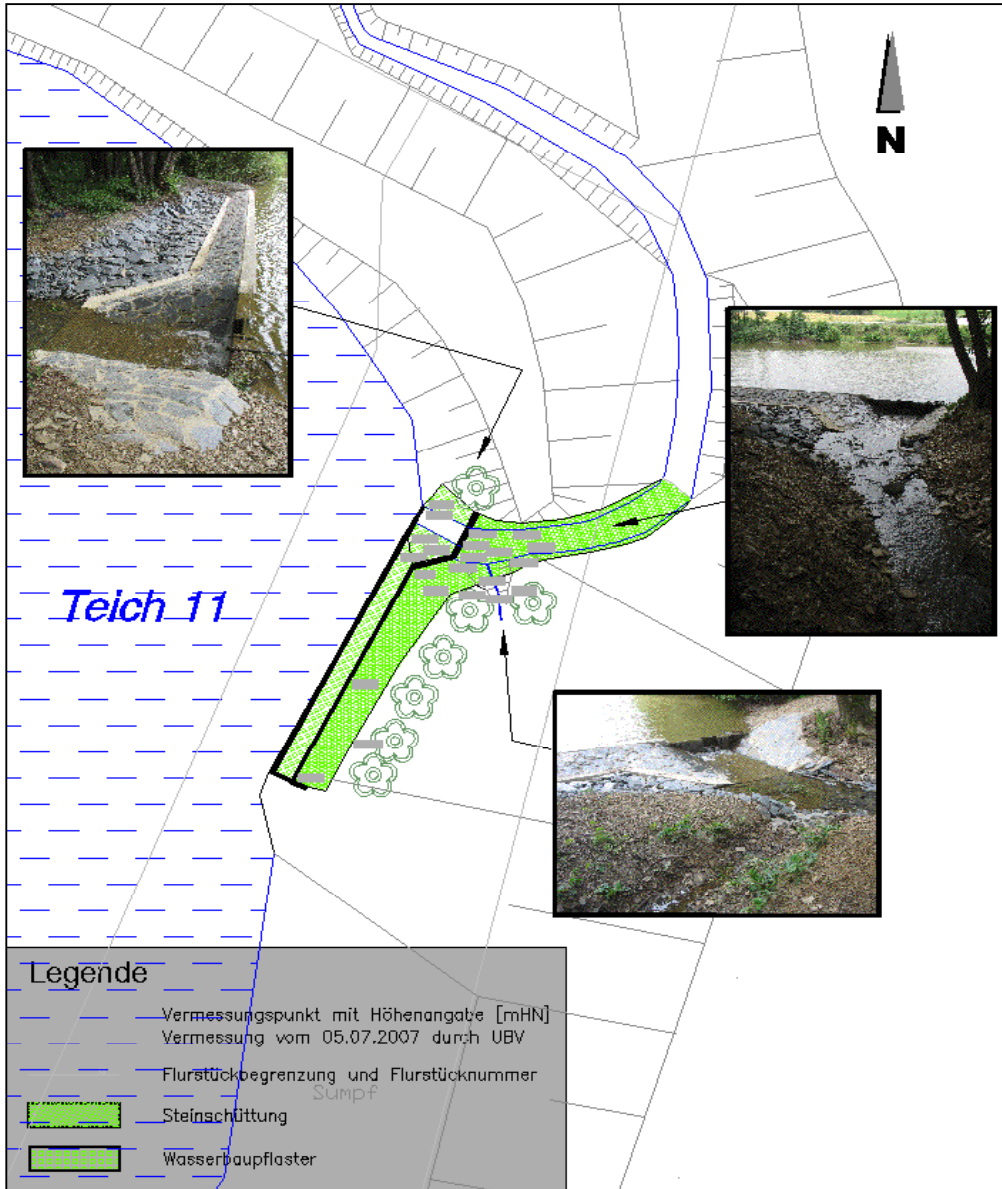 N
Teich 11
Legende
Vermessungspunkt mit Höhenangabe [mHN]
Vermessung vom 05.07.2007 durch UBV
Flurstückbegrenzung und Flurstücknummer
Sumpf
Steinschüttung
Wasserbaupflaster